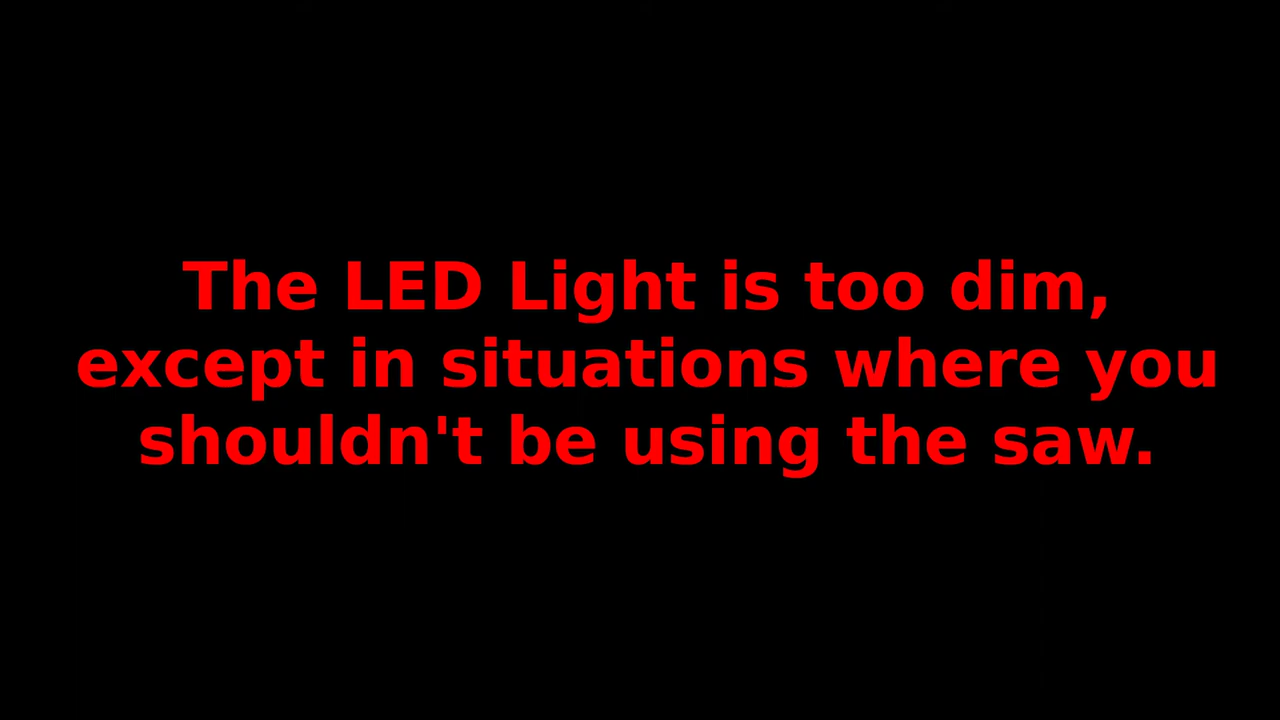 The LED Light is too dim,
except in situations where you
shouldn't be using the saw.